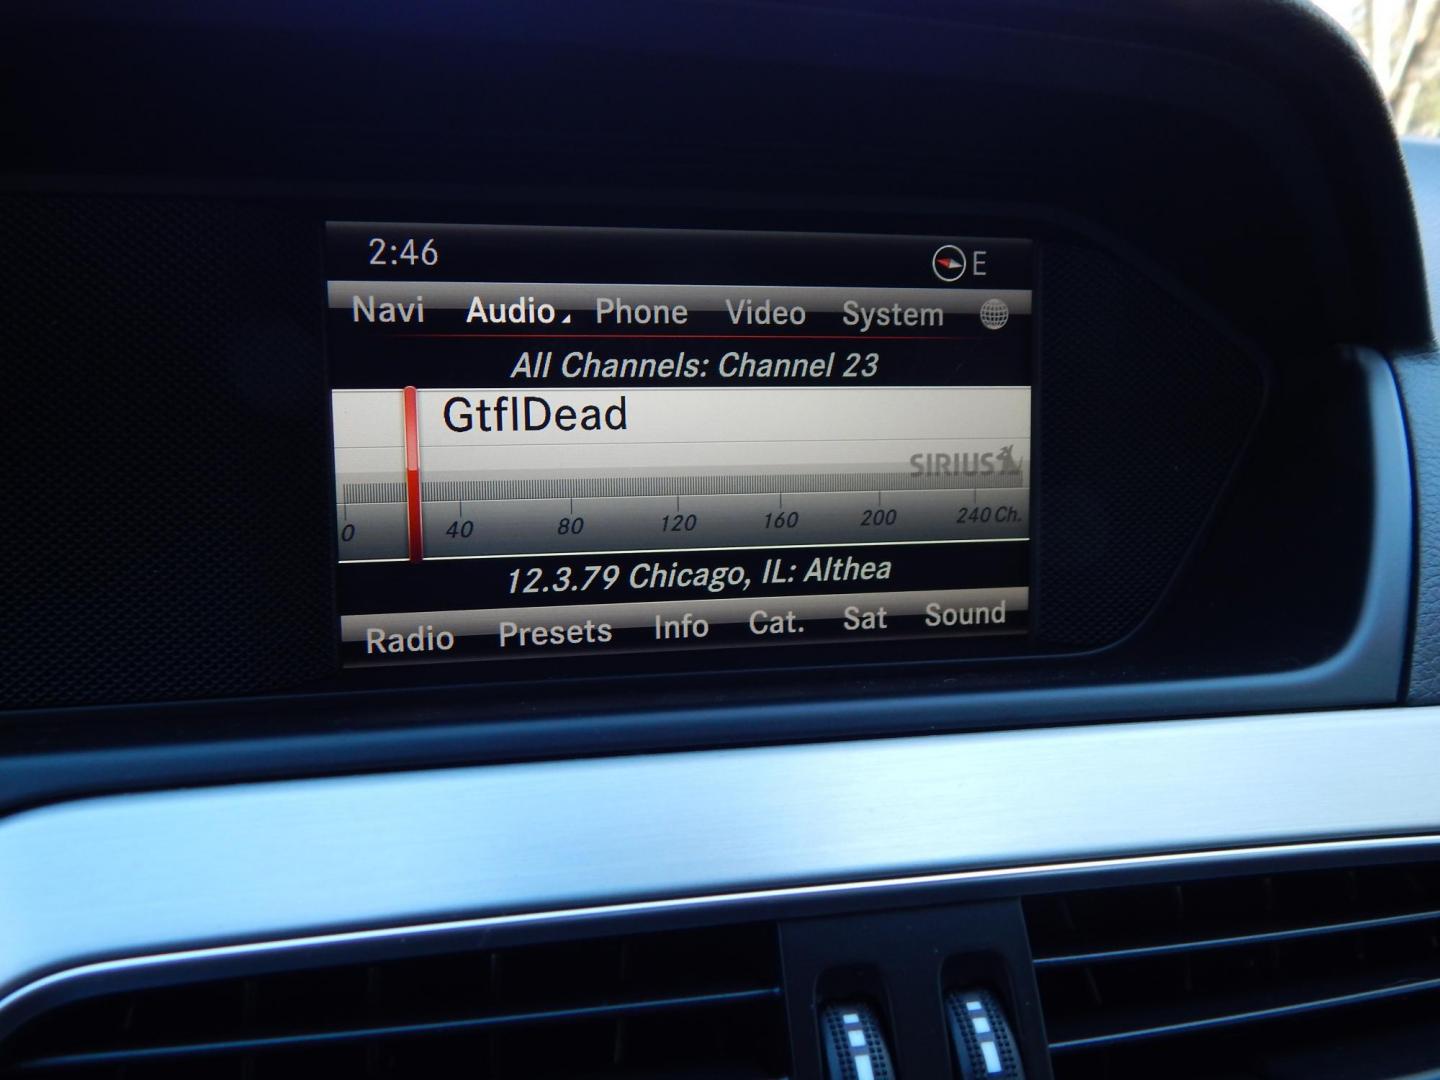 2:46 E
Navi Audio Phone Video System
All Channels: Channel 23
GtflDead
SIRIUS
0 40 80 120 160 200 240 Ch.
12.3.79 Chicago, IL: Althea
Radio Presets Info Cat. Sat Sound